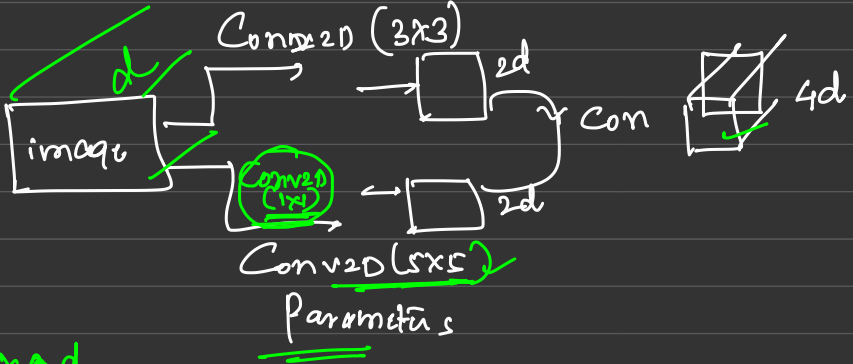 Conv2D (3x3)
d
2d
image
Con
4d
Conv2D
(1x1)
2d
Conv2D (5x5)
Parameters